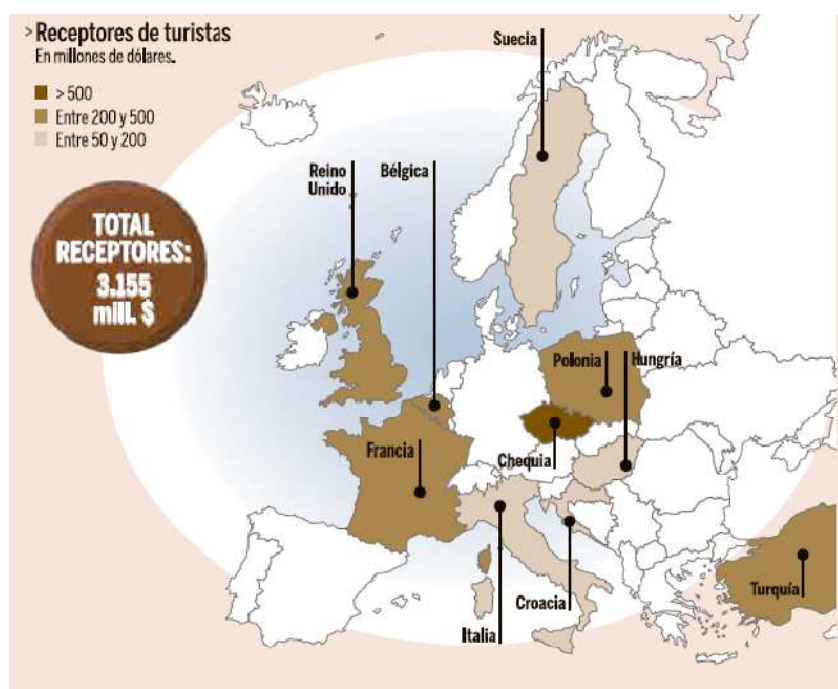 > Receptores de turistas
En millones de dólares.
> 500
Entre 200 y 500
Entre 50 y 200
TOTAL
RECEPTORES:
3.155
mill. $
Suecia
Reino
Unido
Bélgica
Polonia
Hungría
Francia
Chequia
Turquía
Croacia
Italia